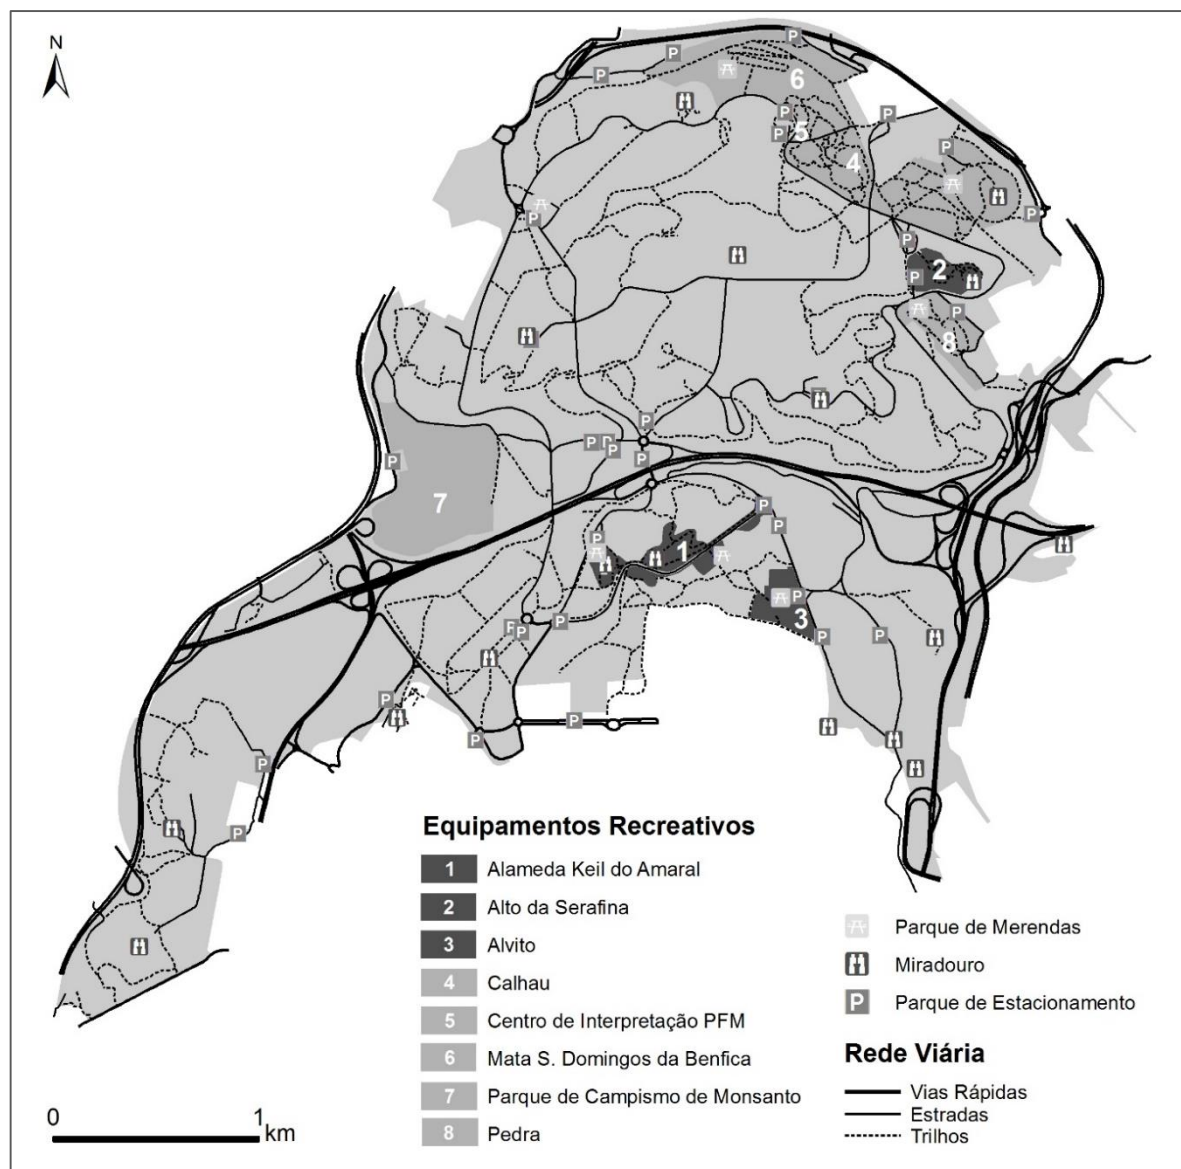 N
6
5
4
2
8
7
1
3
Equipamentos Recreativos
1 Alameda Keil do Amaral
2 Alto da Serafina
3 Alvito
4 Calhau
5 Centro de Interpretação PFM
6 Mata S. Domingos da Benfica
7 Parque de Campismo de Monsanto
8 Pedra
Parque de Merendas
Miradouro
P Parque de Estacionamento
Rede Viária
Vias Rápidas
Estradas
Trilhos
0 1
km